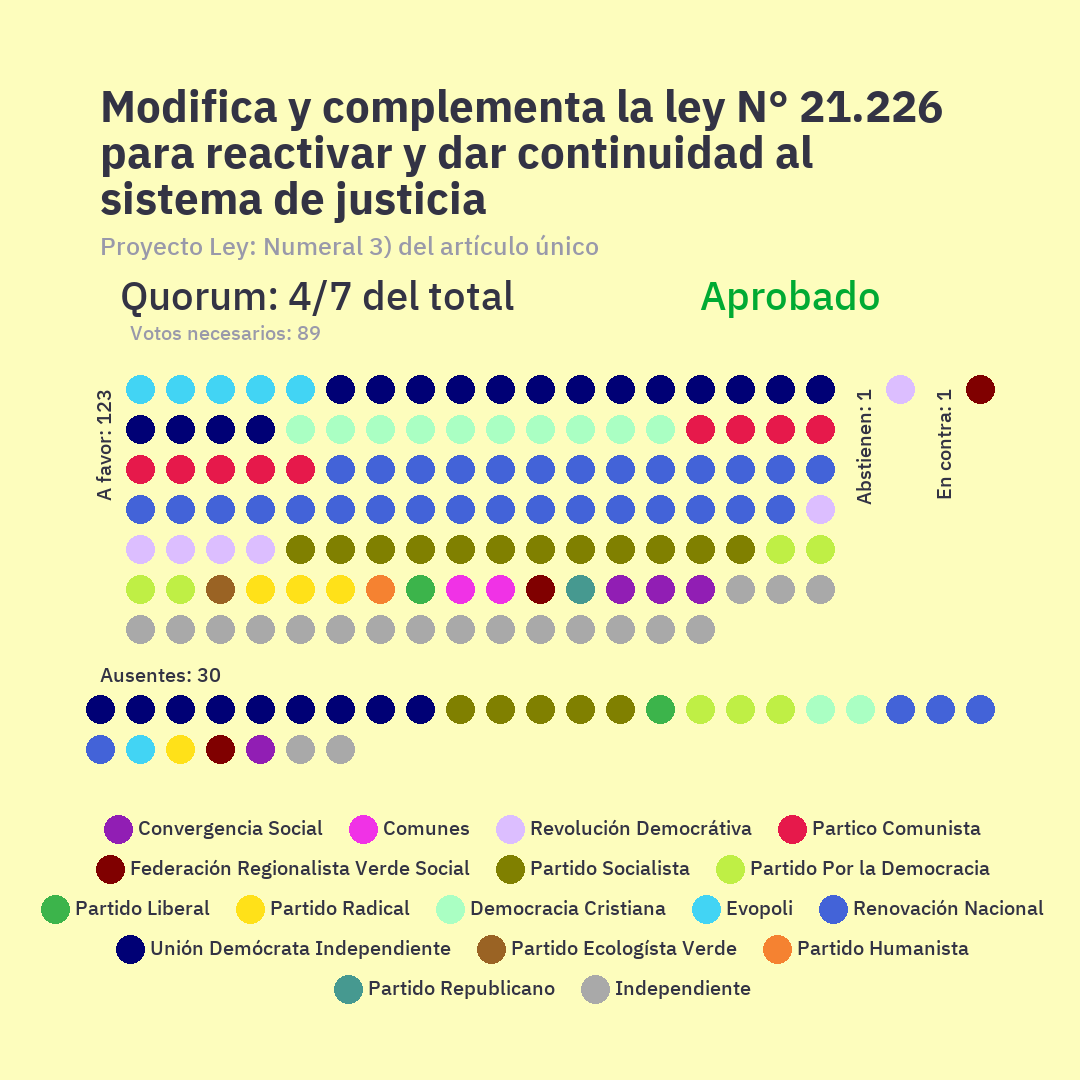 Modifica y complementa la ley N° 21.226
para reactivar y dar continuidad al
sistema de justicia
Proyecto Ley: Numeral 3) del artículo único
Quorum: 4/7 del total
Aprobado
Votos necesarios: 89
A favor: 123
Abstienen: 1
En contra: 1
Ausentes: 30
Convergencia Social
Comunes
Revolución Democrátiva
Partico Comunista
Federación Regionalista Verde Social
Partido Socialista
Partido Por la Democracia
Partido Liberal
Partido Radical
Democracia Cristiana
Evopoli
Renovación Nacional
Unión Demócrata Independiente
Partido Ecologísta Verde
Partido Humanista
Partido Republicano
Independiente